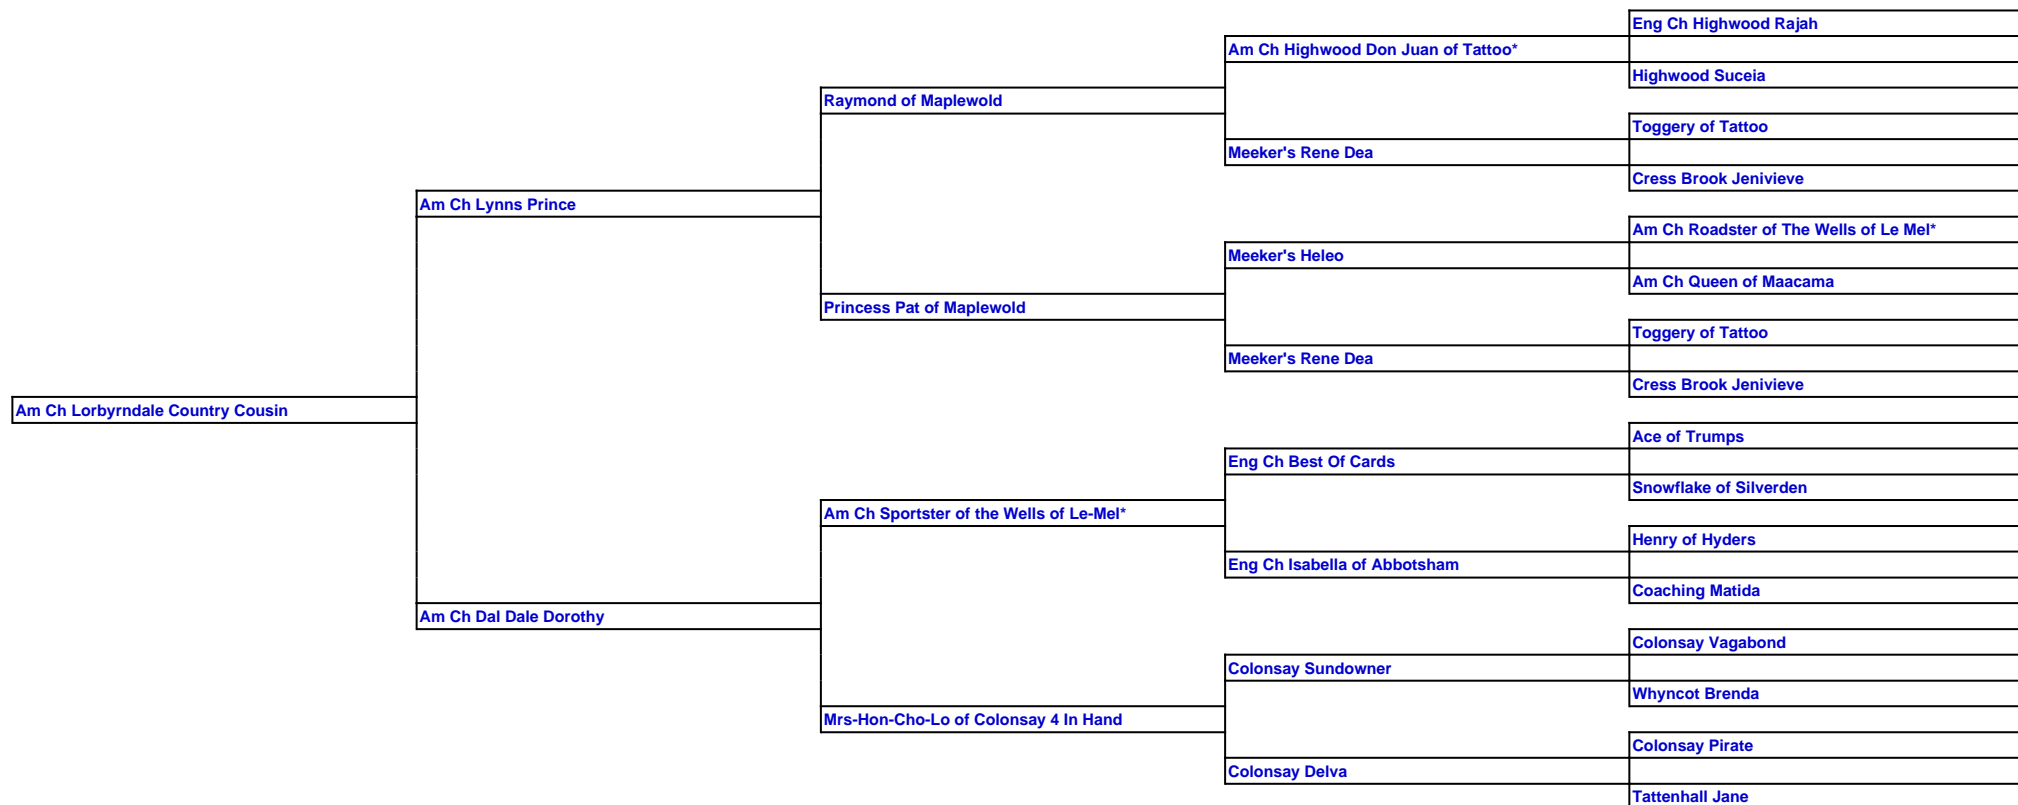 Eng Ch Highwood Rajah
Am Ch Highwood Don Juan of Tattoo*
Highwood Suceia
Raymond of Maplewold
Toggery of Tattoo
Meeker's Rene Dea
Cress Brook Jenivieve
Am Ch Lynns Prince
Am Ch Roadster of The Wells of Le Mel*
Meeker's Heleo
Am Ch Queen of Maacama
Princess Pat of Maplewold
Toggery of Tattoo
Meeker's Rene Dea
Cress Brook Jenivieve
Am Ch Lorbyrndale Country Cousin
Ace of Trumps
Eng Ch Best Of Cards
Snowflake of Silverden
Am Ch Sportster of the Wells of Le-Mel*
Henry of Hyders
Eng Ch Isabella of Abbotsham
Coaching Matida
Am Ch Dal Dale Dorothy
Colonsay Vagabond
Colonsay Sundowner
Whyncot Brenda
Mrs-Hon-Cho-Lo of Colonsay 4 In Hand
Colonsay Pirate
Colonsay Delva
Tattenhall Jane